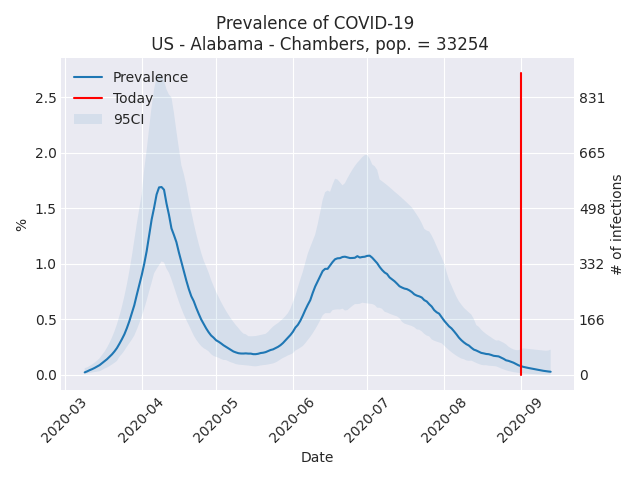 Prevalence of COVID-19
US - Alabama - Chambers, pop. = 33254
Prevalence
Today
95CI
%
2.5
2.0
1.5
1.0
0.5
0.0
831
665
498
332
166
0
# of infections
2020-03
2020-04
2020-05
2020-06
2020-07
2020-08
2020-09
Date